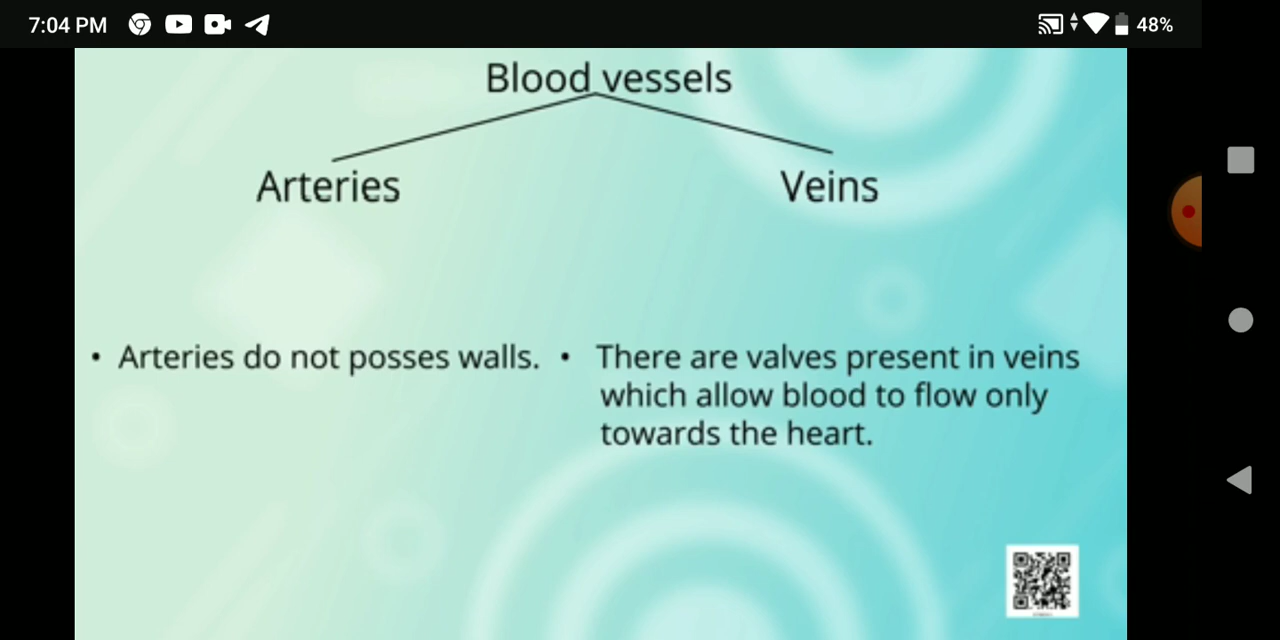 7:04 PM
48%
Blood vessels
Arteries
Veins
• Arteries do not posses walls.
• There are valves present in veins
which allow blood to flow only
towards the heart.